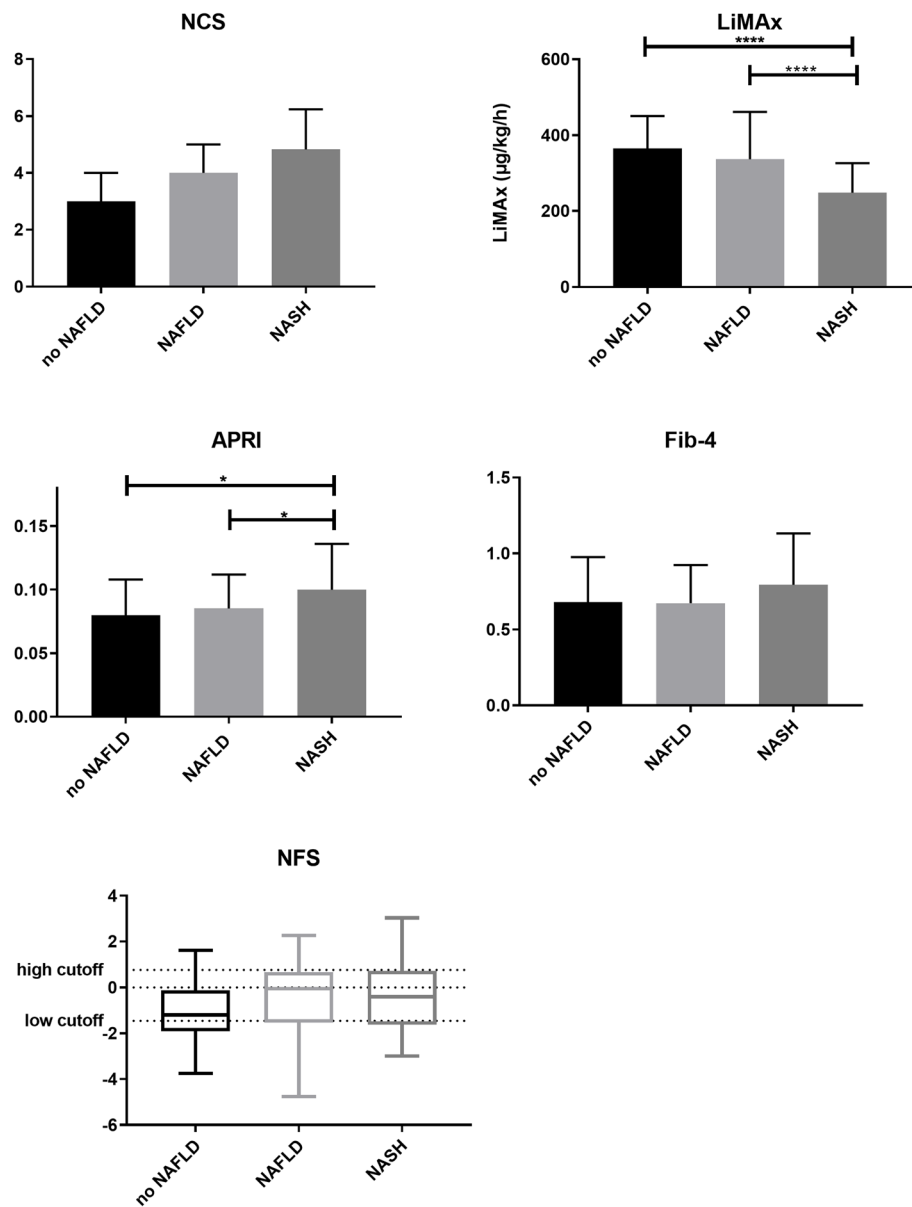 NCS
8
6
4
2
0
no NAFLD
NAFLD
NASH
LiMAx
****
****
LiMAx (µg/kg/h)
600
400
200
0
no NAFLD
NAFLD
NASH
APRI
*
*
0.15
0.10
0.05
0.00
no NAFLD
NAFLD
NASH
Fib-4
1.5
1.0
0.5
0.0
no NAFLD
NAFLD
NASH
NFS
4
2
high cutoff
0
low cutoff
-2
-4
-6
no NAFLD
NAFLD
NASH